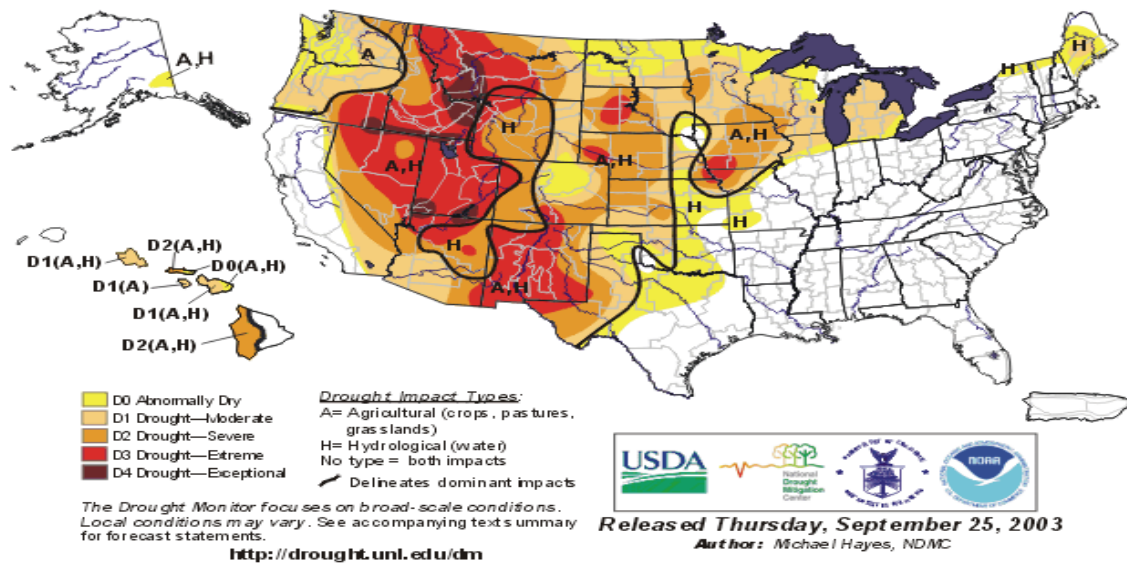 A
H
H
A,H
H
A,H
A,H
A,H
H
H
H
A,H
D2(A,H)
D1(A,H)
D0(A,H)
D1(A)
D1(A,H)
D2(A,H)
D0 Abnormally Dry
D1 Drought—Moderate
D2 Drought—Severe
D3 Drought—Extreme
D4 Drought—Exceptional
Drought Impact Types:
A= Agricultural (crops, pastures,
grasslands)
H= Hydrological (water)
No type = both impacts
Delineates dominant impacts
The Drought Monitor focuses on broad-scale conditions.
Local conditions may vary. See accompanying text summary
for forecast statements.
http://drought.unl.edu/dm
USDA
National
Drought
Mitigation
Center
NOAA
Released Thursday, September 25, 2003
Author: Michael Hayes, NDMC